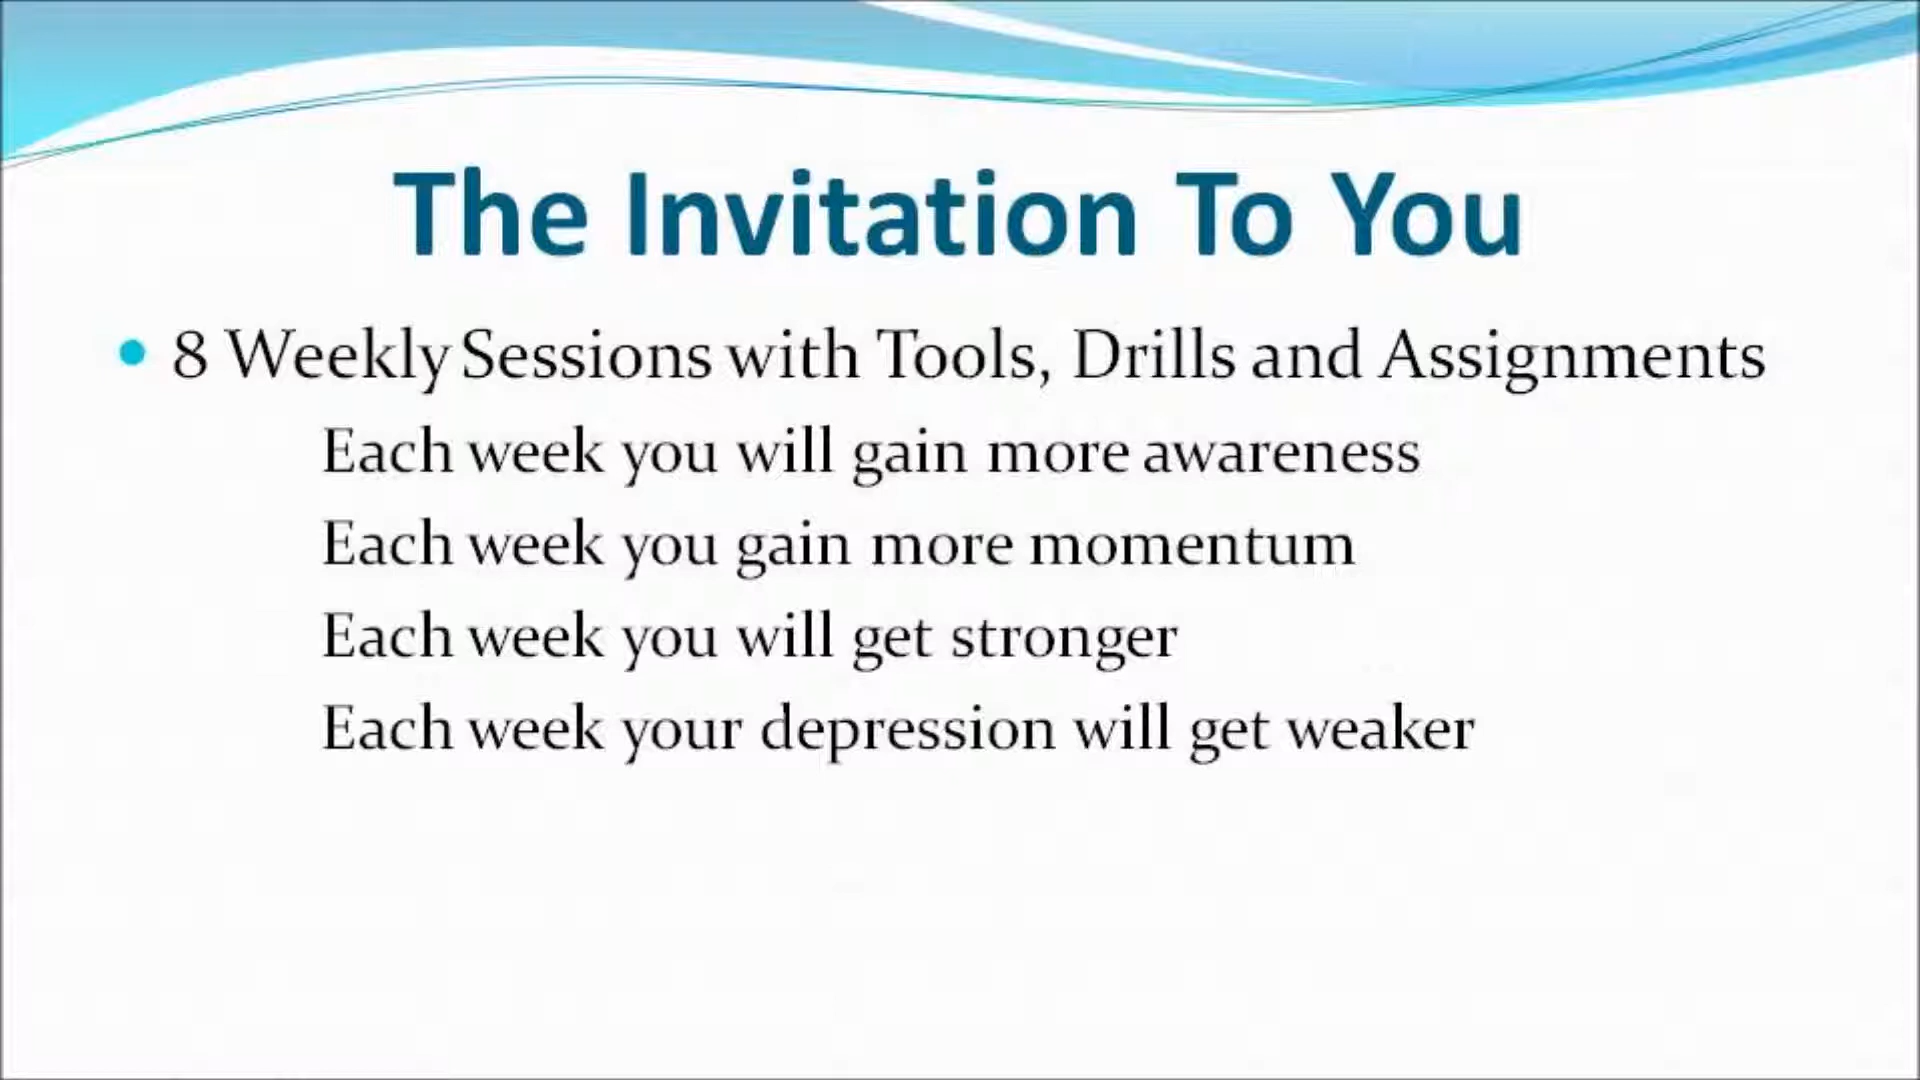 The Invitation To You
• 8 Weekly Sessions with Tools, Drills and Assignments
Each week you will gain more awareness
Each week you gain more momentum
Each week you will get stronger
Each week your depression will get weaker